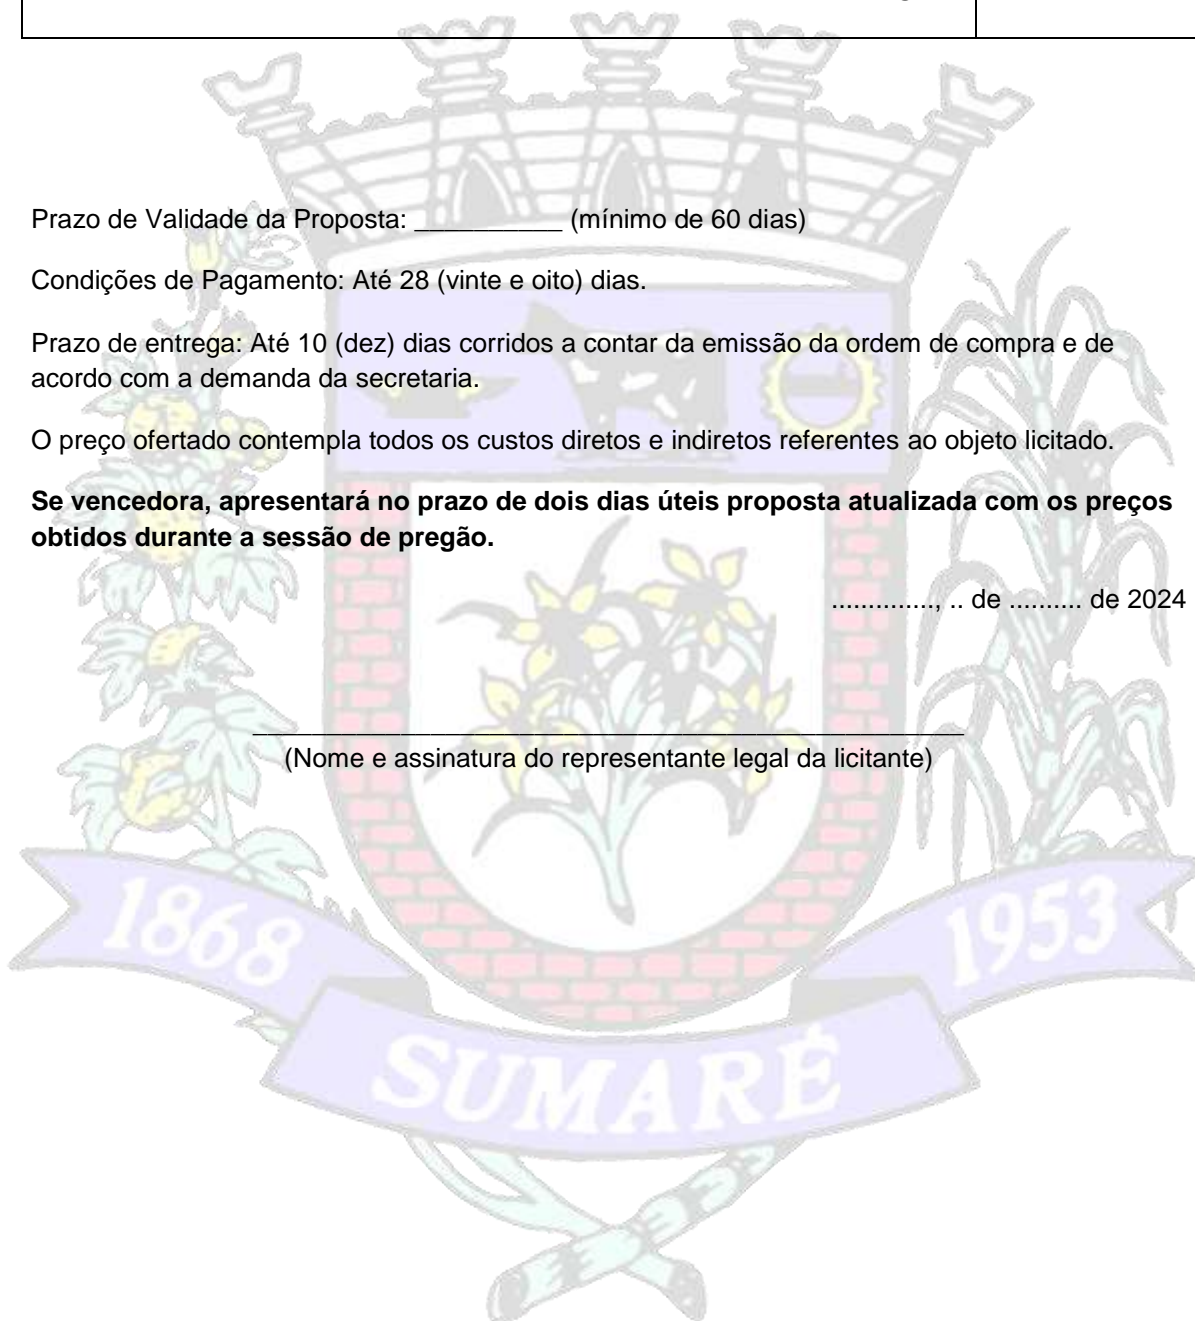 Prazo de Validade da Proposta: __________ (mínimo de 60 dias)
Condições de Pagamento: Até 28 (vinte e oito) dias.
Prazo de entrega: Até 10 (dez) dias corridos a contar da emissão da ordem de compra e de
acordo com a demanda da secretaria.
O preço ofertado contempla todos os custos diretos e indiretos referentes ao objeto licitado.
Se vencedora, apresentará no prazo de dois dias úteis proposta atualizada com os preços
obtidos durante a sessão de pregão.
.............., .. de .......... de 2024
________________________________________________
(Nome e assinatura do representante legal da licitante)
1868
1953
SUMARÉ